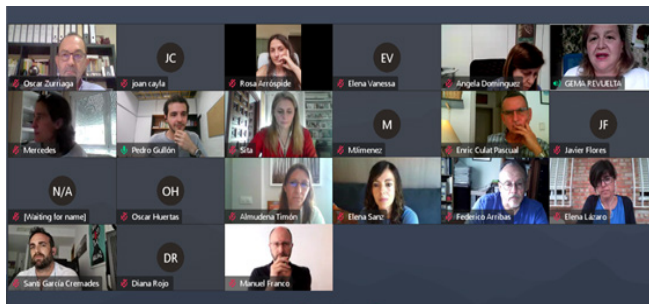 Oscar Zurriaga
JC
joan cayla
Rosa Arróspide
EV
Elena Vanessa
Angela Dominguez
GEMA REVUELTA
Mercedes
Pedro Gullón
Sita
M
MJimenez
Enric Culat Pascual
JF
Javier Flores
N/A
[Waiting for name]
OH
Oscar Huertas
Almudena Timón
Elena Sanz
Federico Arribas
Elena Lázaro
Santi García Cremades
DR
Diana Rojo
Manuel Franco